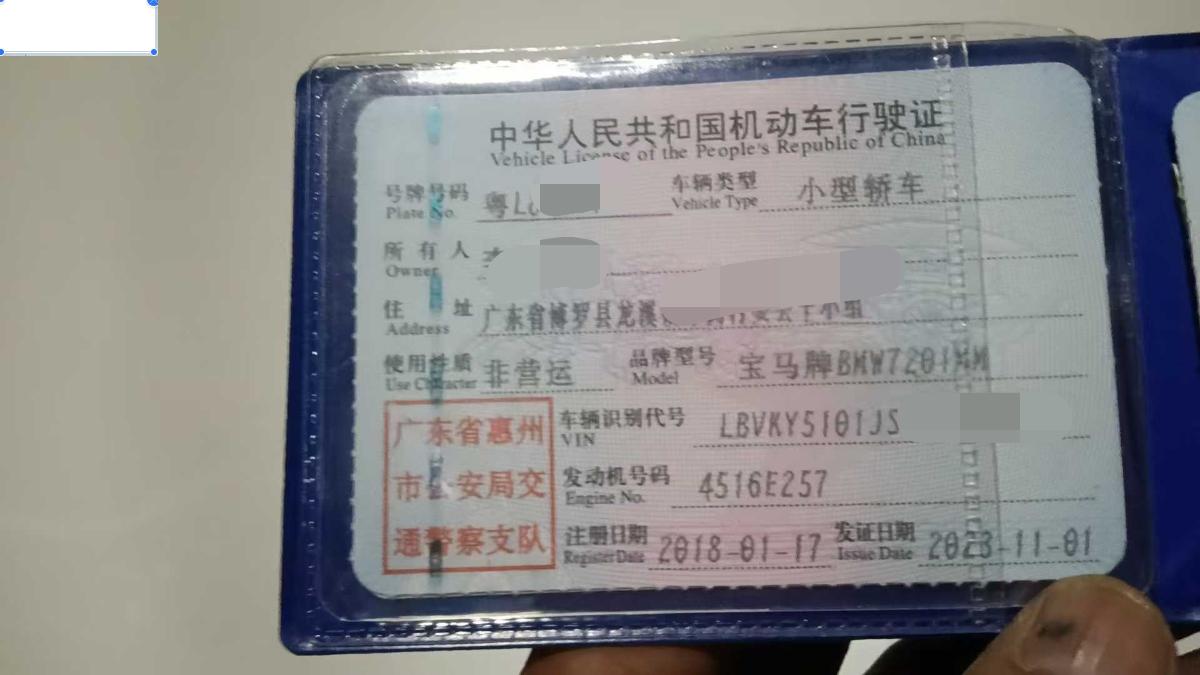 中华人民共和国机动车行驶证
Vehicle License of the People's Republic of China
号牌号码 粤L 车辆类型 小型轿车
Plate No. Vehicle Type
所有人
Owner
住址 广东省博罗县龙溪 小组
Address
使用性质 非营运 品牌型号 宝马牌BMW7201MM
Use Character Model
广东省惠州
市公安局交
通警察支队
车辆识别代号 LBVKY5101JS
VIN
发动机号码 4516E257
Engine No.
注册日期 2018-01-17 发证日期 2023-11-01
Register Date Issue Date